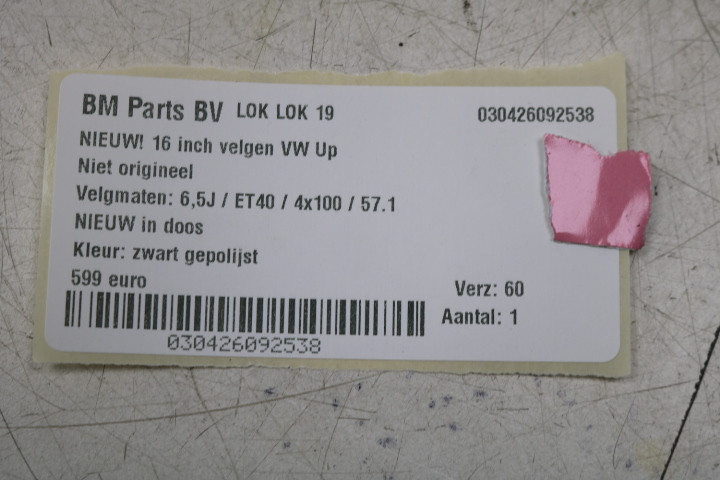 BM Parts BV LOK LOK 19 030426092538
NIEUW! 16 inch velgen VW Up
Niet origineel
Velgmaten: 6,5J / ET40 / 4x100 / 57.1
NIEUW in doos
Kleur: zwart gepolijst
599 euro
Verz: 60
Aantal: 1
030426092538